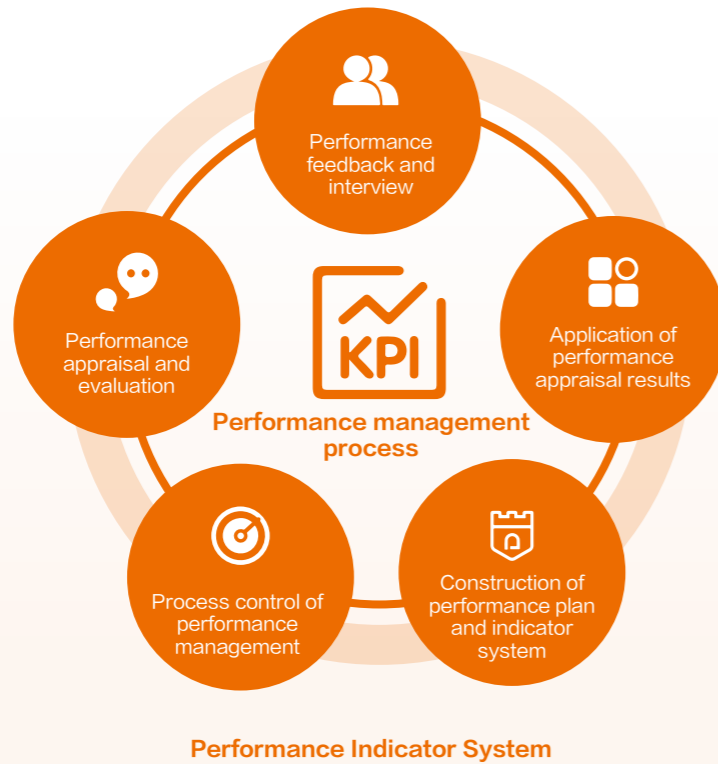 Performance
feedback and
interview
Performance
appraisal and
evaluation
KPI
Application of
performance
appraisal results
Performance management
process
Process control of
performance
management
Construction of
performance plan
and indicator
system
Performance Indicator System